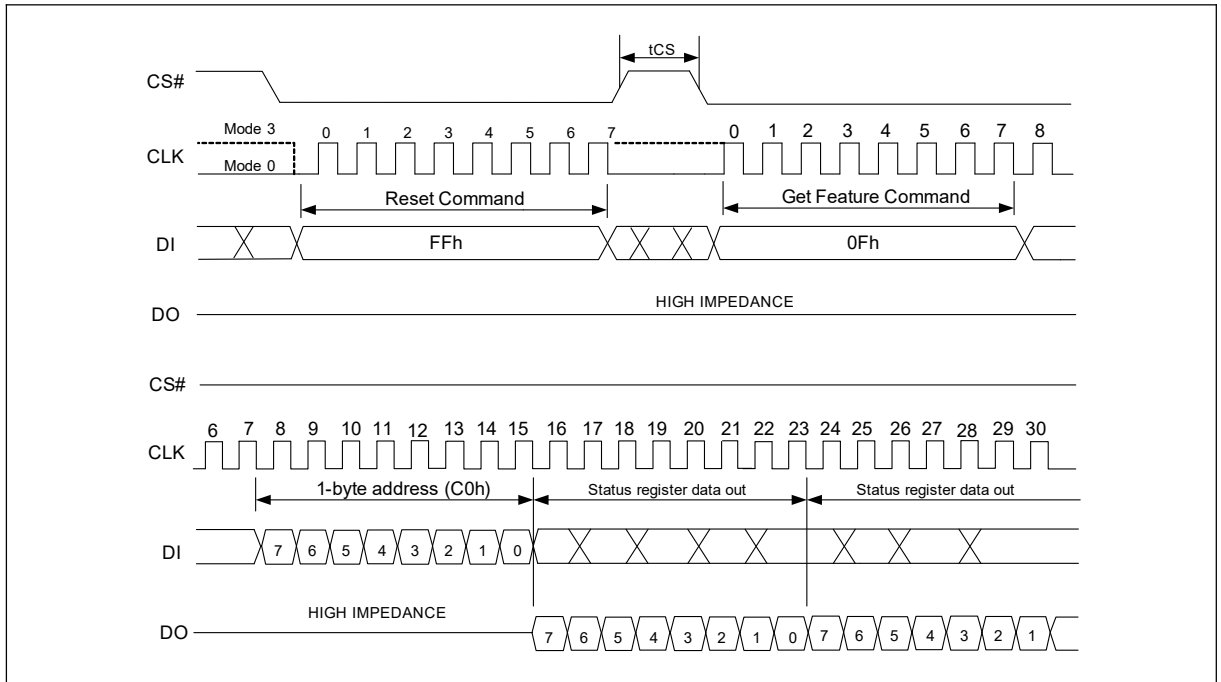 tCS
CS#
Mode 3
0 1 2 3 4 5 6 7 0 1 2 3 4 5 6 7 8
CLK
Mode 0
Reset Command Get Feature Command
DI FFh 0Fh
HIGH IMPEDANCE
DO
CS#
6 7 8 9 10 11 12 13 14 15 16 17 18 19 20 21 22 23 24 25 26 27 28 29 30
CLK
1-byte address (C0h) Status register data out Status register data out
DI 7 6 5 4 3 2 1 0
HIGH IMPEDANCE
DO 7 6 5 4 3 2 1 0 7 6 5 4 3 2 1